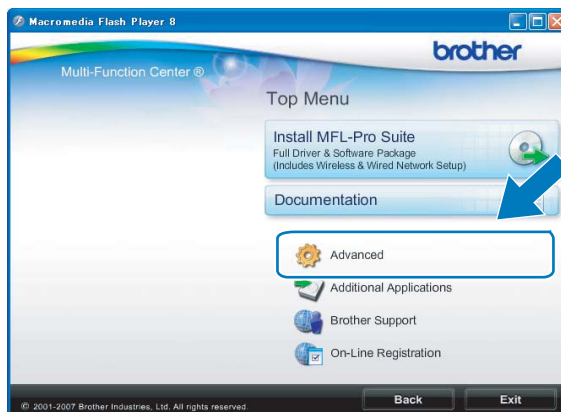 Macromedia Flash Player 8
brother
Multi-Function Center ®
Top Menu
Install MFL-Pro Suite
Full Driver & Software Package
(Includes Wireless & Wired Network Setup)
Documentation
Advanced
Additional Applications
Brother Support
On-Line Registration
© 2001-2007 Brother Industries, Ltd. All rights reserved.
Back
Exit